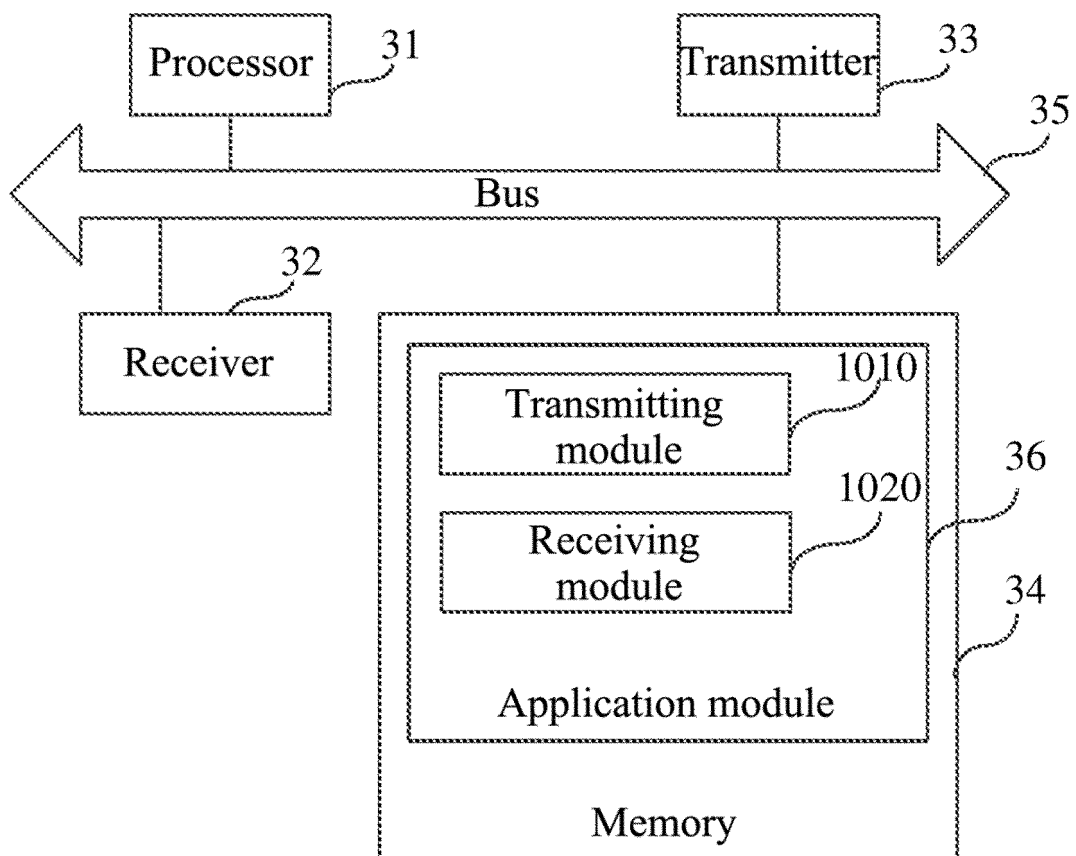 Processor
31
Transmitter
33
35
Bus
32
Receiver
1010
Transmitting
module
36
1020
Receiving
module
34
Application module
Memory